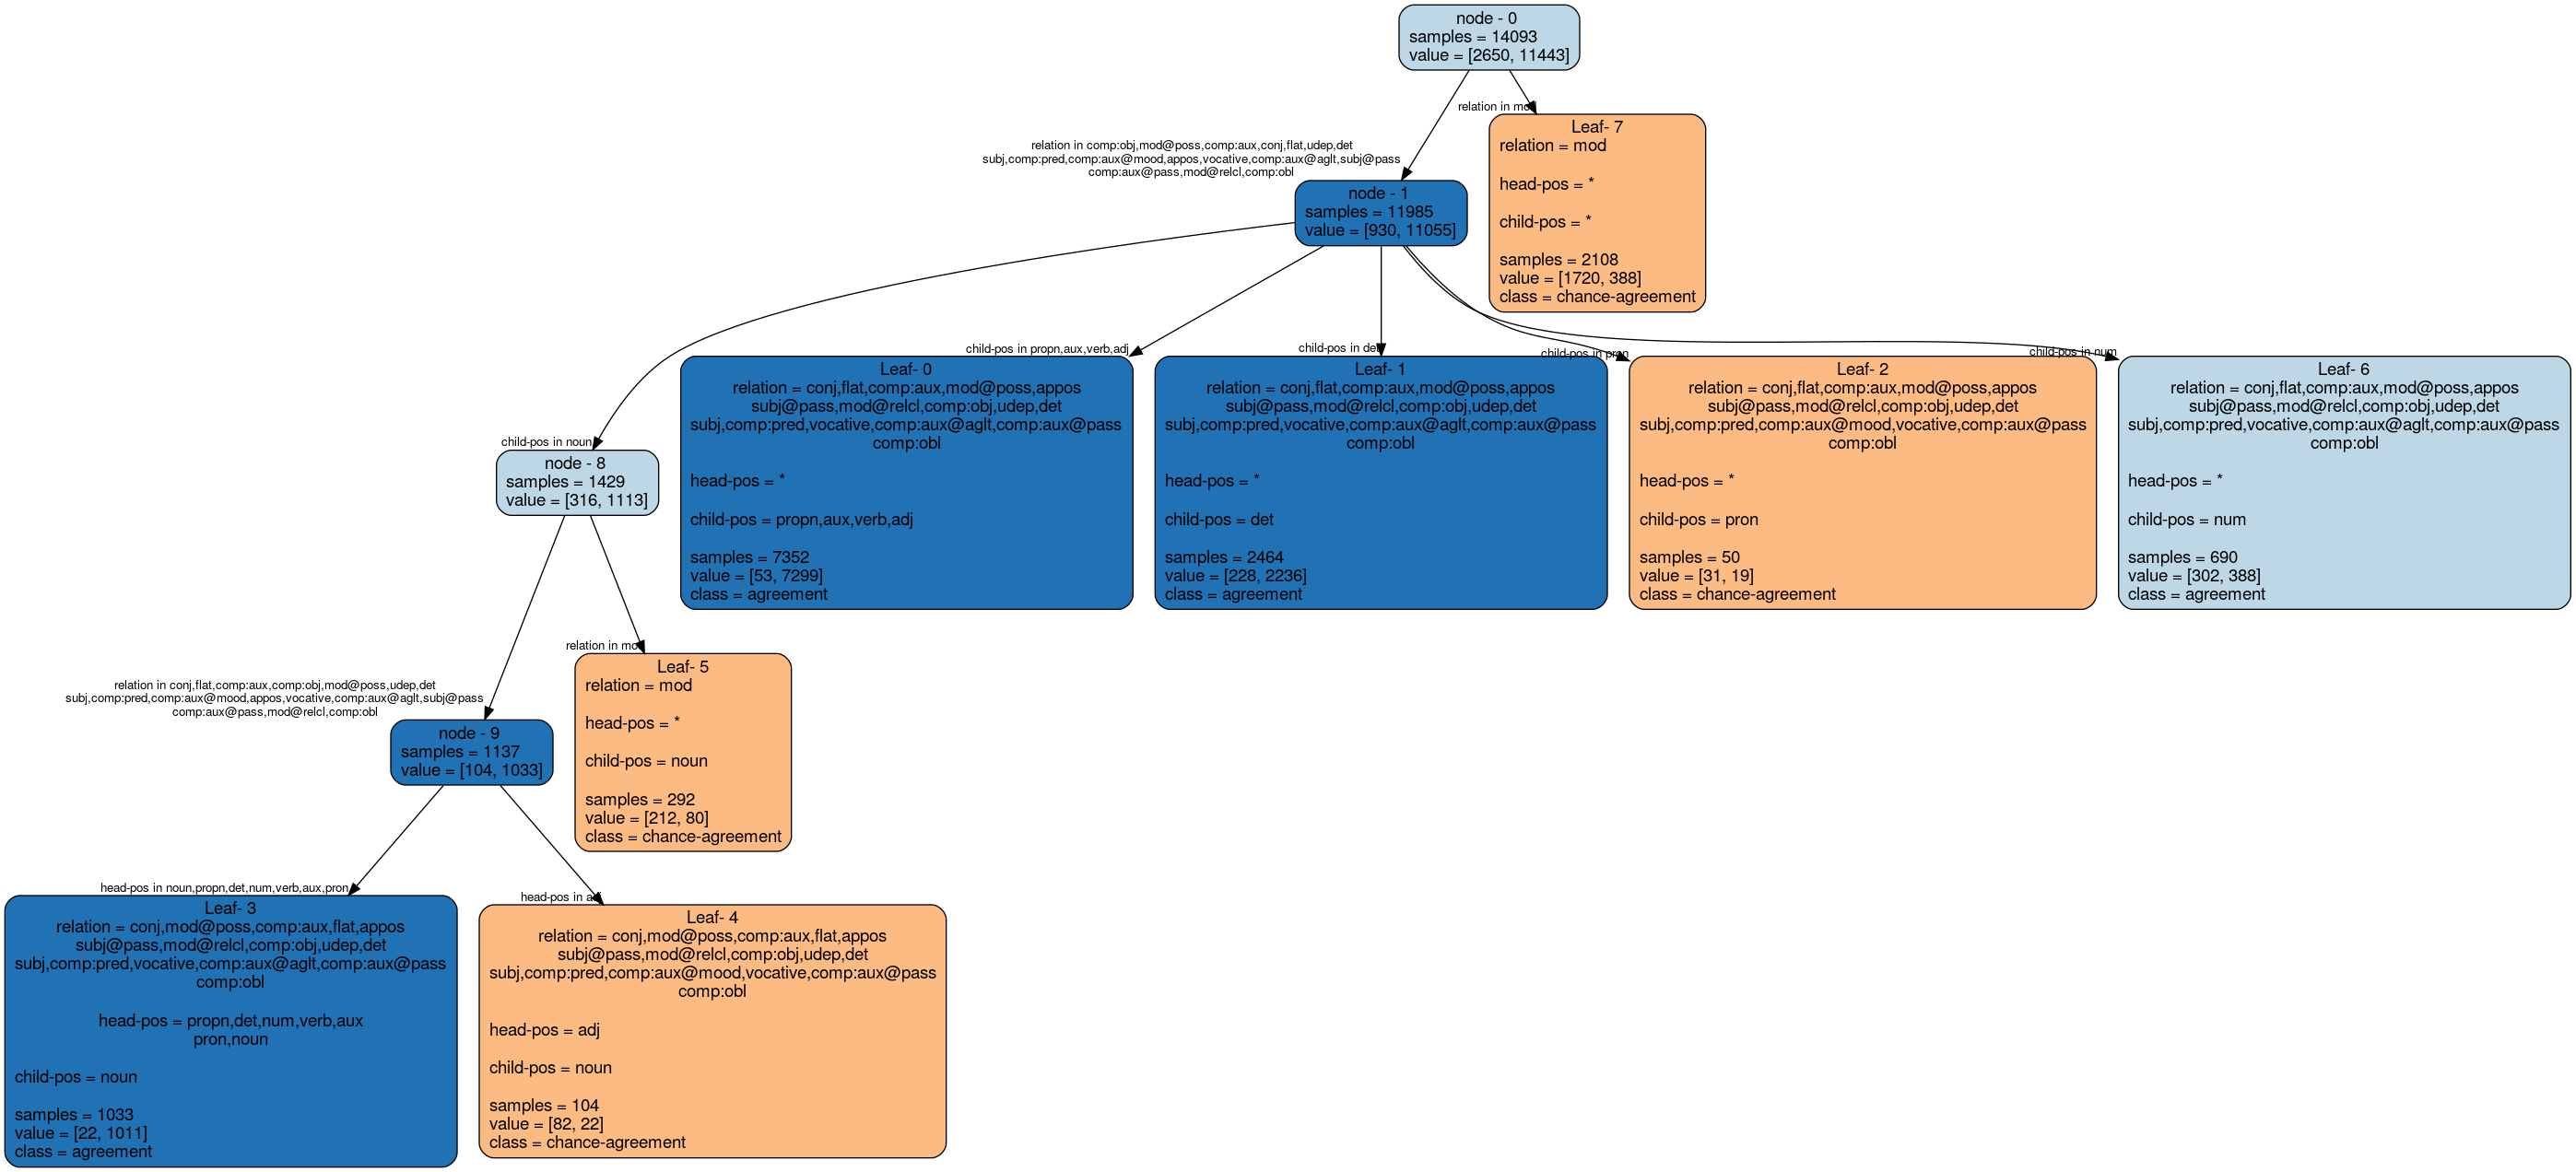 node - 0
samples = 14093
value = [2650, 11443]
relation in mod
Leaf- 7
relation = mod
head-pos = *
child-pos = *
samples = 2108
value = [1720, 388]
class = chance-agreement
relation in comp:obj,mod@poss,comp:aux,conj,flat,udep,det
subj,comp:pred,comp:aux@mood,appos,vocative,comp:aux@aglt,subj@pass
comp:aux@pass,mod@relcl,comp:obl
node - 1
samples = 11985
value = [930, 11055]
child-pos in noun
node - 8
samples = 1429
value = [316, 1113]
child-pos in propn,aux,verb,adj
Leaf- 0
relation = conj,flat,comp:aux,mod@poss,appos
subj@pass,mod@relcl,comp:obj,udep,det
subj,comp:pred,vocative,comp:aux@aglt,comp:aux@pass
comp:obl
head-pos = *
child-pos = propn,aux,verb,adj
samples = 7352
value = [53, 7299]
class = agreement
child-pos in det
Leaf- 1
relation = conj,flat,comp:aux,mod@poss,appos
subj@pass,mod@relcl,comp:obj,udep,det
subj,comp:pred,vocative,comp:aux@aglt,comp:aux@pass
comp:obl
head-pos = *
child-pos = det
samples = 2464
value = [228, 2236]
class = agreement
child-pos in pron
Leaf- 2
relation = conj,flat,comp:aux,mod@poss,appos
subj@pass,mod@relcl,comp:obj,udep,det
subj,comp:pred,comp:aux@mood,vocative,comp:aux@pass
comp:obl
head-pos = *
child-pos = pron
samples = 50
value = [31, 19]
class = chance-agreement
child-pos in num
Leaf- 6
relation = conj,flat,comp:aux,mod@poss,appos
subj@pass,mod@relcl,comp:obj,udep,det
subj,comp:pred,vocative,comp:aux@aglt,comp:aux@pass
comp:obl
head-pos = *
child-pos = num
samples = 690
value = [302, 388]
class = agreement
relation in conj,flat,comp:aux,comp:obj,mod@poss,udep,det
subj,comp:pred,comp:aux@mood,appos,vocative,comp:aux@aglt,subj@pass
comp:aux@pass,mod@relcl,comp:obl
node - 9
samples = 1137
value = [104, 1033]
relation in mod
Leaf- 5
relation = mod
head-pos = *
child-pos = noun
samples = 292
value = [212, 80]
class = chance-agreement
head-pos in noun,propn,det,num,verb,aux,pron
Leaf- 3
relation = conj,mod@poss,comp:aux,flat,appos
subj@pass,mod@relcl,comp:obj,udep,det
subj,comp:pred,vocative,comp:aux@aglt,comp:aux@pass
comp:obl
head-pos = propn,det,num,verb,aux
pron,noun
child-pos = noun
samples = 1033
value = [22, 1011]
class = agreement
head-pos in adj
Leaf- 4
relation = conj,mod@poss,comp:aux,flat,appos
subj@pass,mod@relcl,comp:obj,udep,det
subj,comp:pred,comp:aux@mood,vocative,comp:aux@pass
comp:obl
head-pos = adj
child-pos = noun
samples = 104
value = [82, 22]
class = chance-agreement